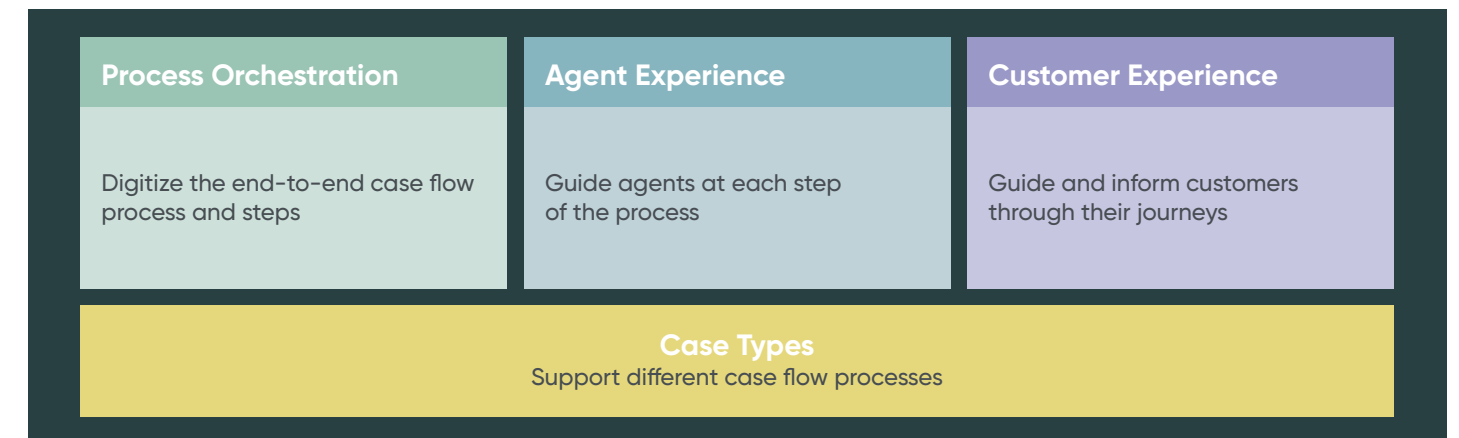 Process Orchestration
Digitize the end-to-end case flow
process and steps
Agent Experience
Guide agents at each step
of the process
Customer Experience
Guide and inform customers
through their journeys
Case Types
Support different case flow processes